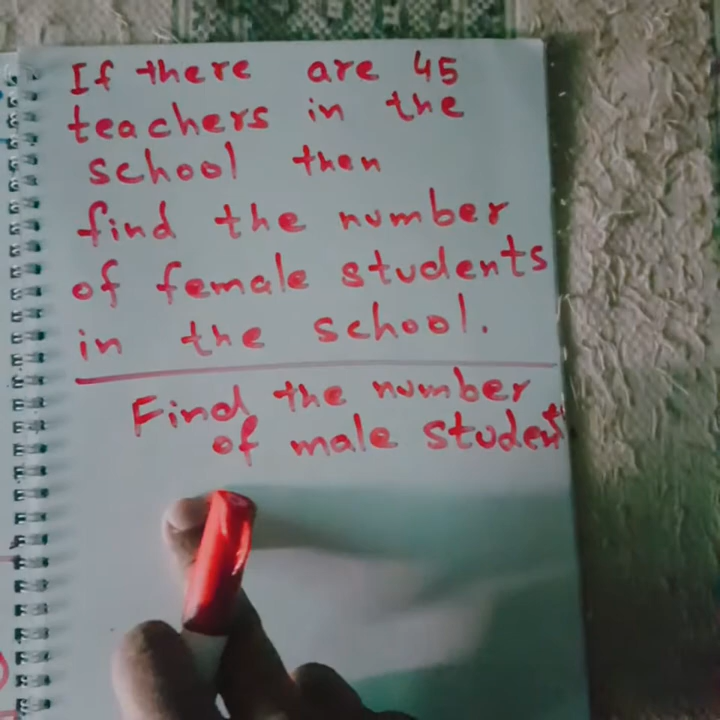 If there are 45
teachers in the
school then
find the number
of female students
in the school.
Find the number
of male student